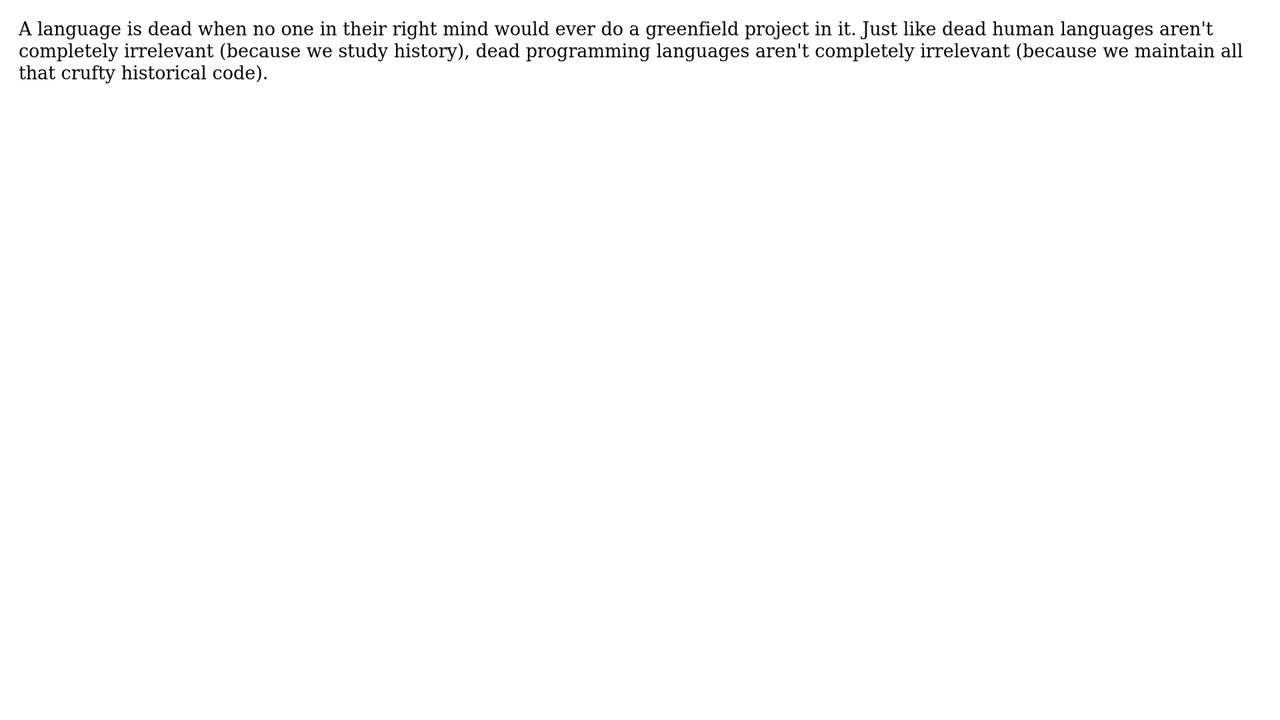 A language is dead when no one in their right mind would ever do a greenfield project in it. Just like dead human languages aren't
completely irrelevant (because we study history), dead programming languages aren't completely irrelevant (because we maintain all
that crufty historical code).